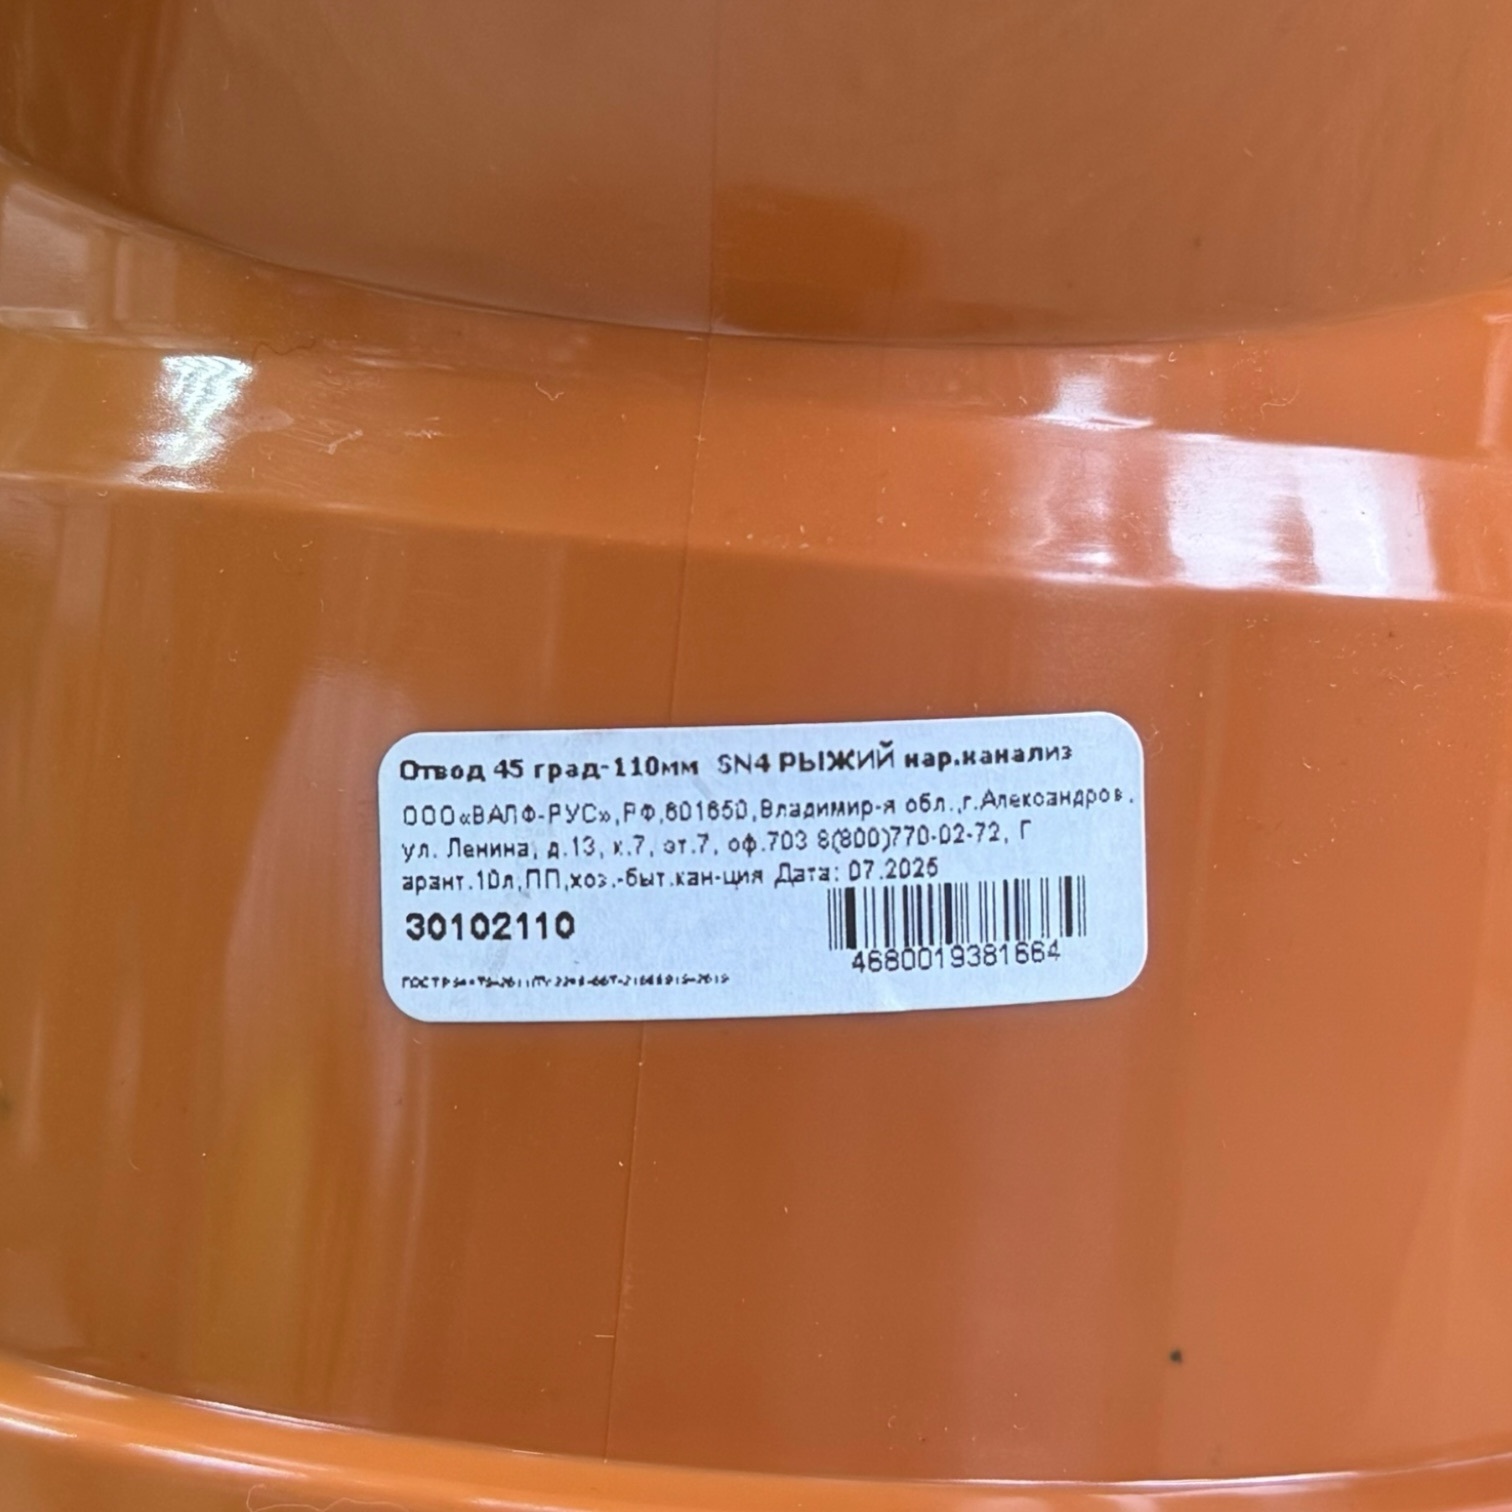 Отвод 45 град-110мм SN4 РЫЖИЙ нар.канализ
ООО«ВАПФ-РУС»,РФ,601650,Владимир-я обл.,г.Александров.
ул. Ленина, д.13, к.7, эт.7, оф.703 8(800)770-02-72, Г
арант.10л,ПП,хоз.-быт.кан-ция Дата: 07.2025
30102110
4680019381664
ГОСТ Р